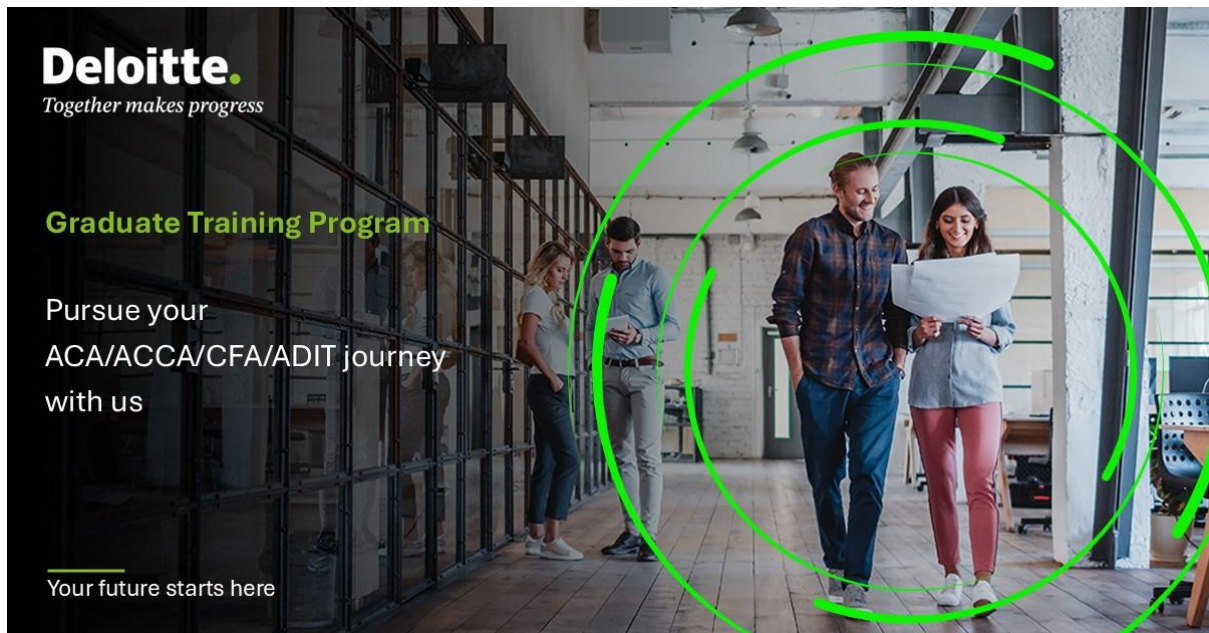 Deloitte.
Together makes progress
Graduate Training Program
Pursue your
ACA/ACCA/CFA/ADIT journey
with us
Your future starts here